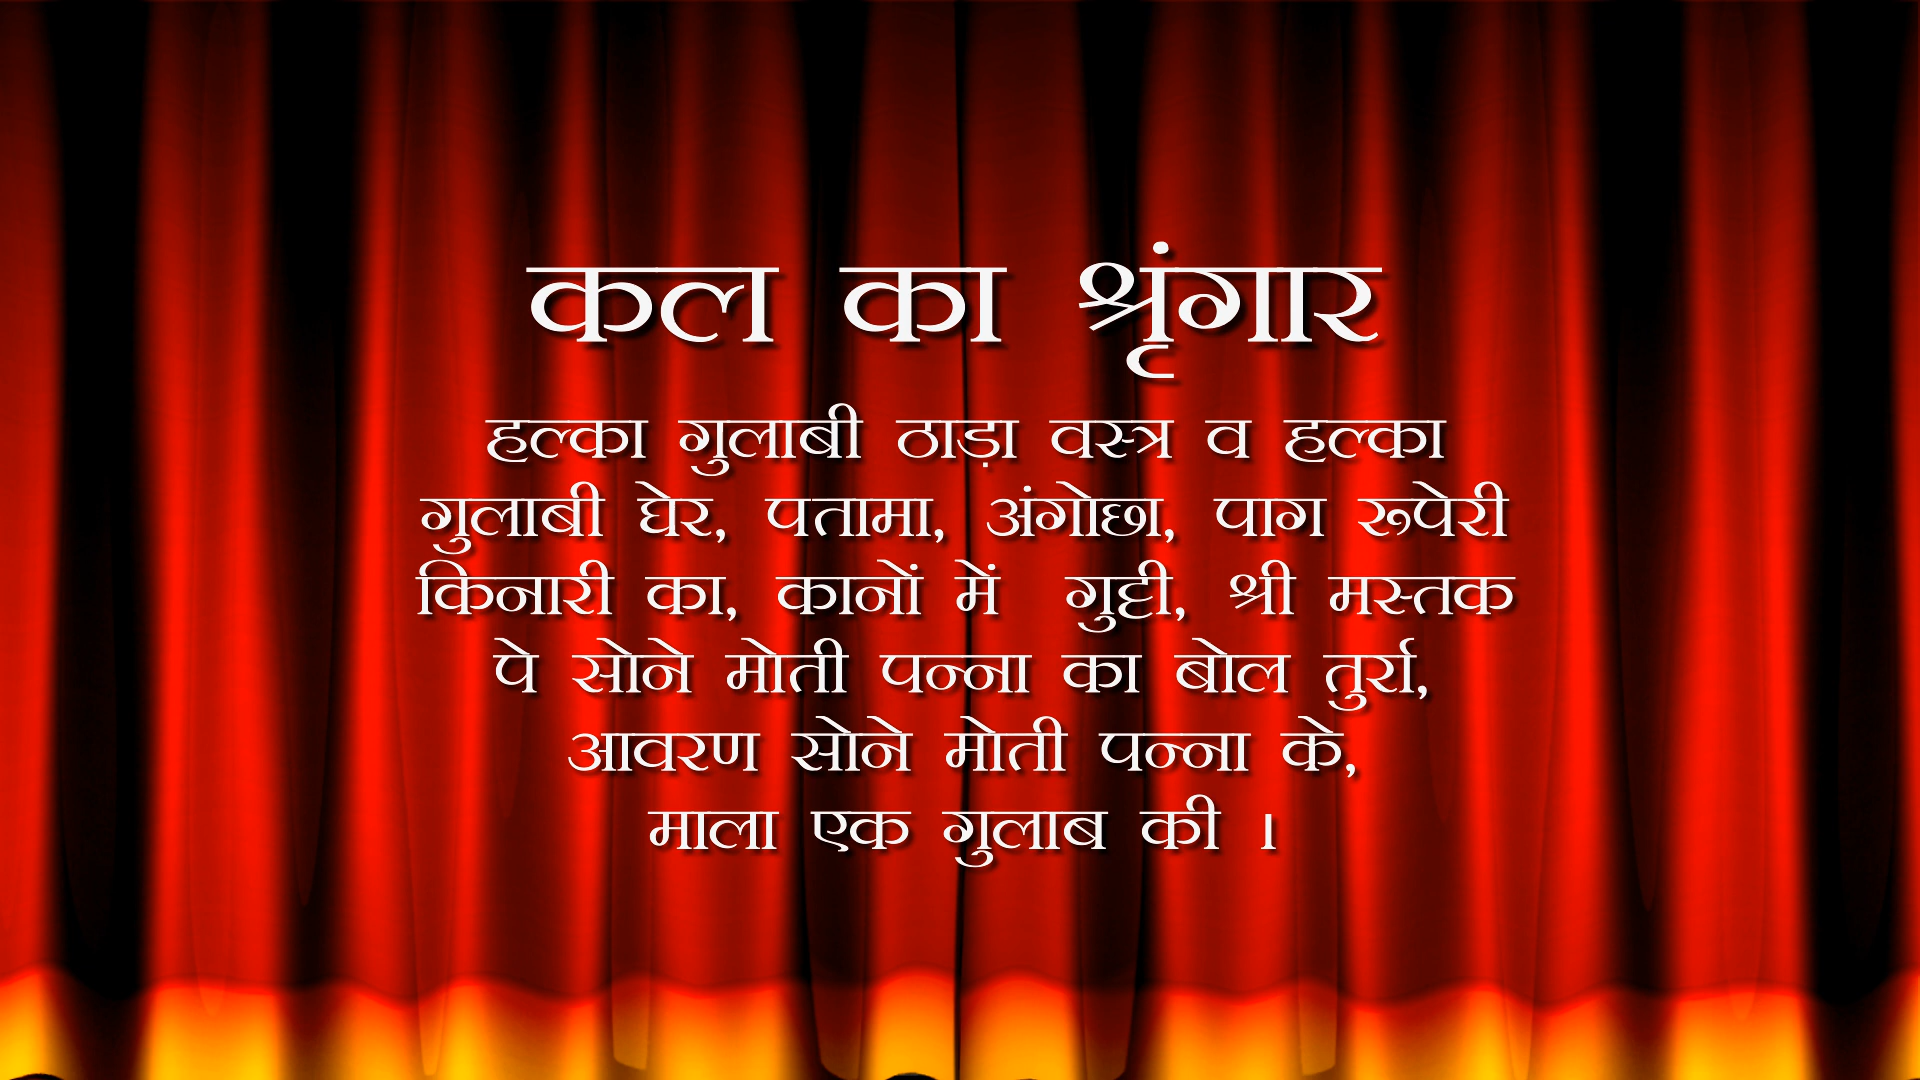 कल का श्रृंगार
हल्का गुलाबी ठाड़ा वस्त्र व हल्का
गुलाबी घेर, पतामा, अंगोछा, पाग रूपेरी
किनारी का, कानों में गुट्टी, श्री मस्तक
पे सोने मोती पन्ना का बोल तुर्रा,
आवरण सोने मोती पन्ना के,
माला एक गुलाब की ।